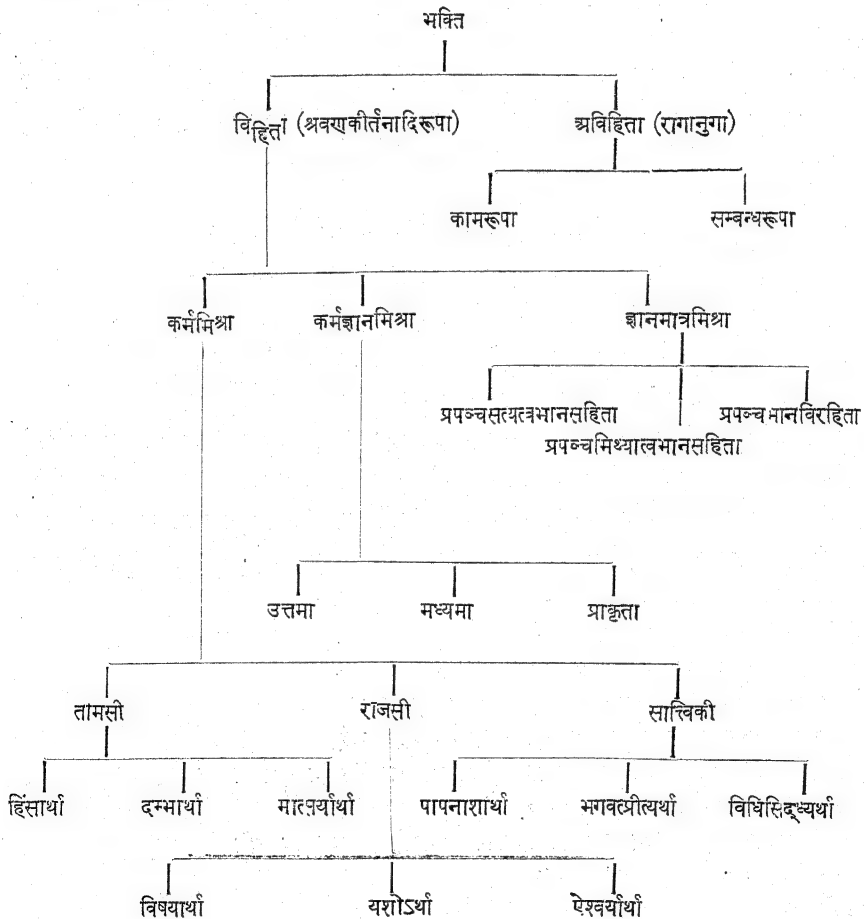 भक्ति
विहिता (श्रवणकीर्तनादिरूपा) अविहिता (रागानुगा)
कामरूपा सम्बन्धरूपा
कर्ममिश्रा कर्मज्ञानमिश्रा ज्ञानमात्रमिश्रा
प्रपञ्चसत्यत्वभानसहिता प्रपञ्चभानविरहिता
प्रपञ्चमिथ्यात्वभानसहिता
उत्तमा मध्यमा प्राकृता
तामसी राजसी सात्त्विकी
हिंसार्था दम्भार्था मात्सर्यार्था पापनाशार्था भगवत्प्रीत्यर्था विधिसिद्ध्यर्था
विषयार्था यशोऽर्था ऐश्वर्यार्था